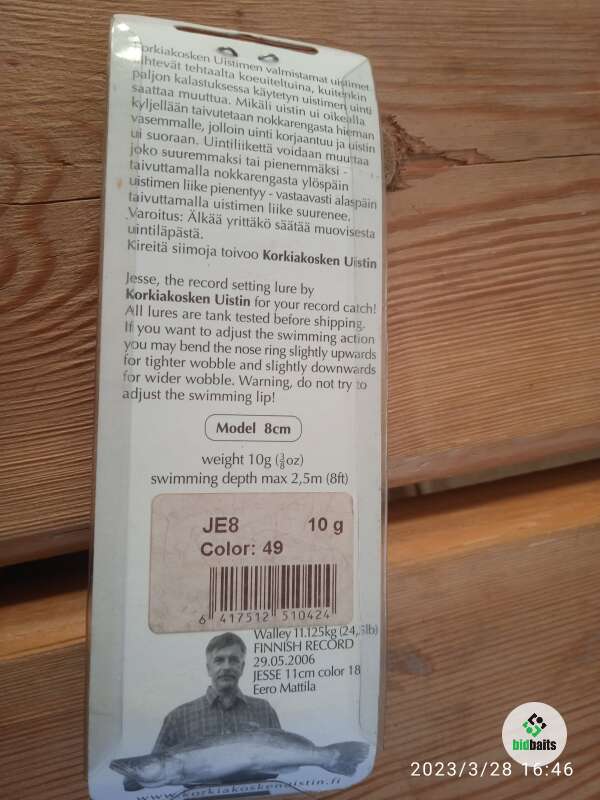 Korkiakosken Uistimen valmistamat uistimet
lähtevät tehtaalta koeuiteltuina, kuitenkin
paljon kalastuksessa käytetyn uistimen uinti
saattaa muuttua. Mikäli uistin ui oikealla
kyljellään taivutetaan nokkarengasta hieman
vasemmalle, jolloin uinti korjaantuu ja uistin
ui suoraan. Uintiliikettä voidaan muuttaa
joko suuremmaksi tai pienemmäksi -
taivuttamalla nokkarengasta ylöspäin
uistimen liike pienentyy - vastaavasti alaspäin
taivuttamalla uistimen liike suurenee.
Varoitus: Älkää yrittäkö säätää muovisesta
uintiläpästä.
Kireitä siimoja toivoo Korkiakosken Uistin
Jesse, the record setting lure by
Korkiakosken Uistin for your record catch!
All lures are tank tested before shipping.
If you want to adjust the swimming action
you may bend the nose ring slightly upwards
for tighter wobble and slightly downwards
for wider wobble. Warning, do not try to
adjust the swimming lip!
Model 8cm
weight 10g (⅜oz)
swimming depth max 2,5m (8ft)
JE8 10 g
Color: 49
6 417512 510424
Walley 11.125kg (24,5lb)
FINNISH RECORD
29.05.2006
JESSE 11cm color 18
Eero Mattila
www.korkiakoskenuistin.fi
bidbaits
2023/3/28 16:46